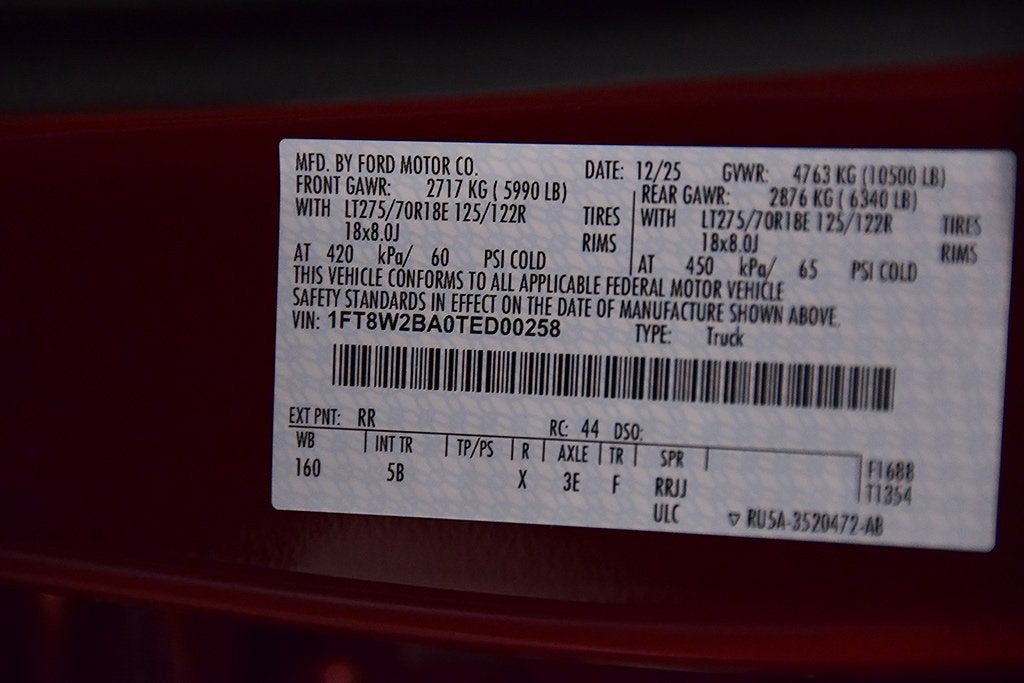 MFD. BY FORD MOTOR CO. DATE: 12/25 GVWR: 4763 KG (10500 LB)
FRONT GAWR: 2717 KG ( 5990 LB) REAR GAWR: 2876 KG ( 6340 LB)
WITH LT275/70R18E 125/122R TIRES WITH LT275/70R18E 125/122R TIRES
18x8.0J RIMS 18x8.0J RIMS
AT 420 kPa/ 60 PSI COLD AT 450 kPa/ 65 PSI COLD
THIS VEHICLE CONFORMS TO ALL APPLICABLE FEDERAL MOTOR VEHICLE
SAFETY STANDARDS IN EFFECT ON THE DATE OF MANUFACTURE SHOWN ABOVE.
VIN: 1FT8W2BA0TED00258 TYPE: Truck
EXT PNT: RR RC: 44 DSO:
WB INT TR TP/PS R AXLE TR SPR F1688
160 5B X 3E F RRJJ T1354
ULC ▽ RU5A-3520472-AB